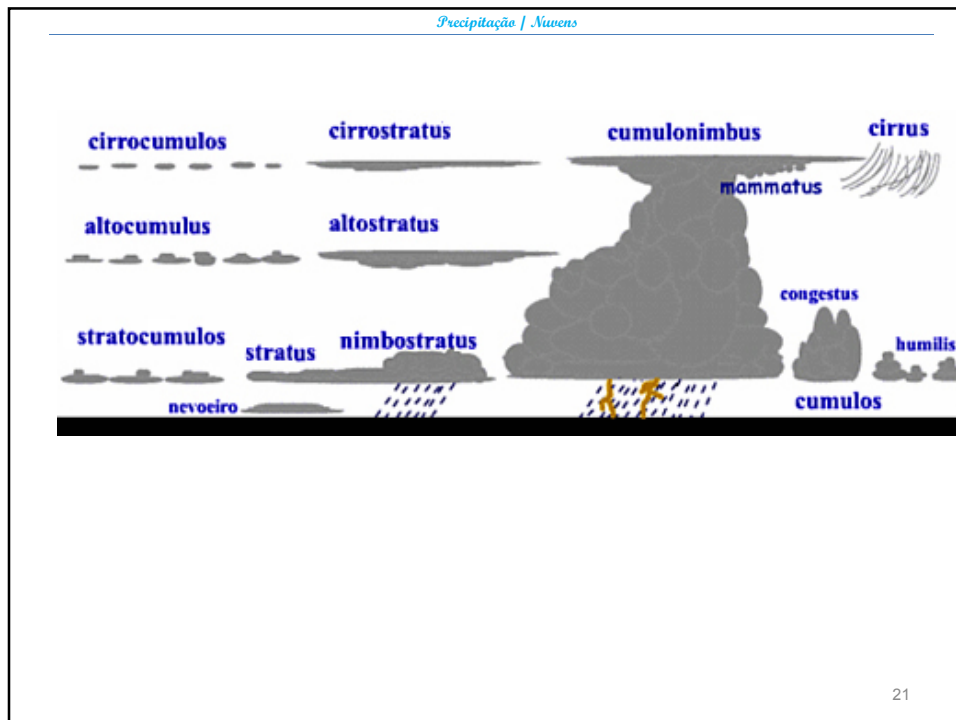 Precipitação / Nuvens
cirrocumulos
cirrostratus
cumulonimbus
cirrus
mammatus
altocumulus
altostratus
congestus
stratocumulos
stratus
nimbostratus
humilis
nevoeiro
cumulos
21